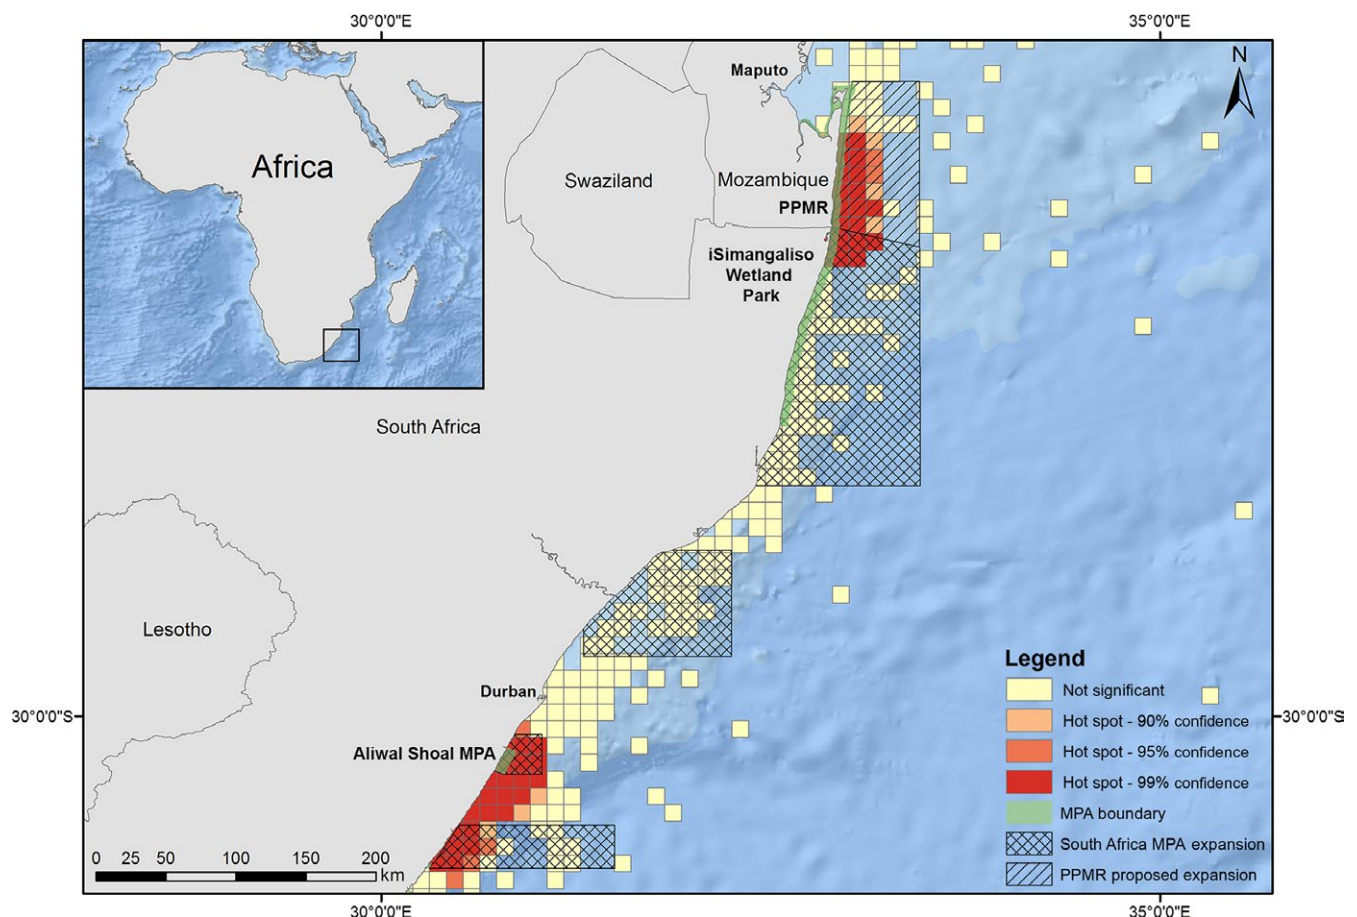 30°0'0"E
35°0'0"E
Africa
Maputo
N
Swaziland
Mozambique
PPMR
iSimangaliso
Wetland
Park
South Africa
Lesotho
Durban
30°0'0"S
30°0'0"S
Aliwal Shoal MPA
Legend
Not significant
Hot spot - 90% confidence
Hot spot - 95% confidence
Hot spot - 99% confidence
MPA boundary
South Africa MPA expansion
PPMR proposed expansion
0 25 50 100 150 200
km
30°0'0"E
35°0'0"E